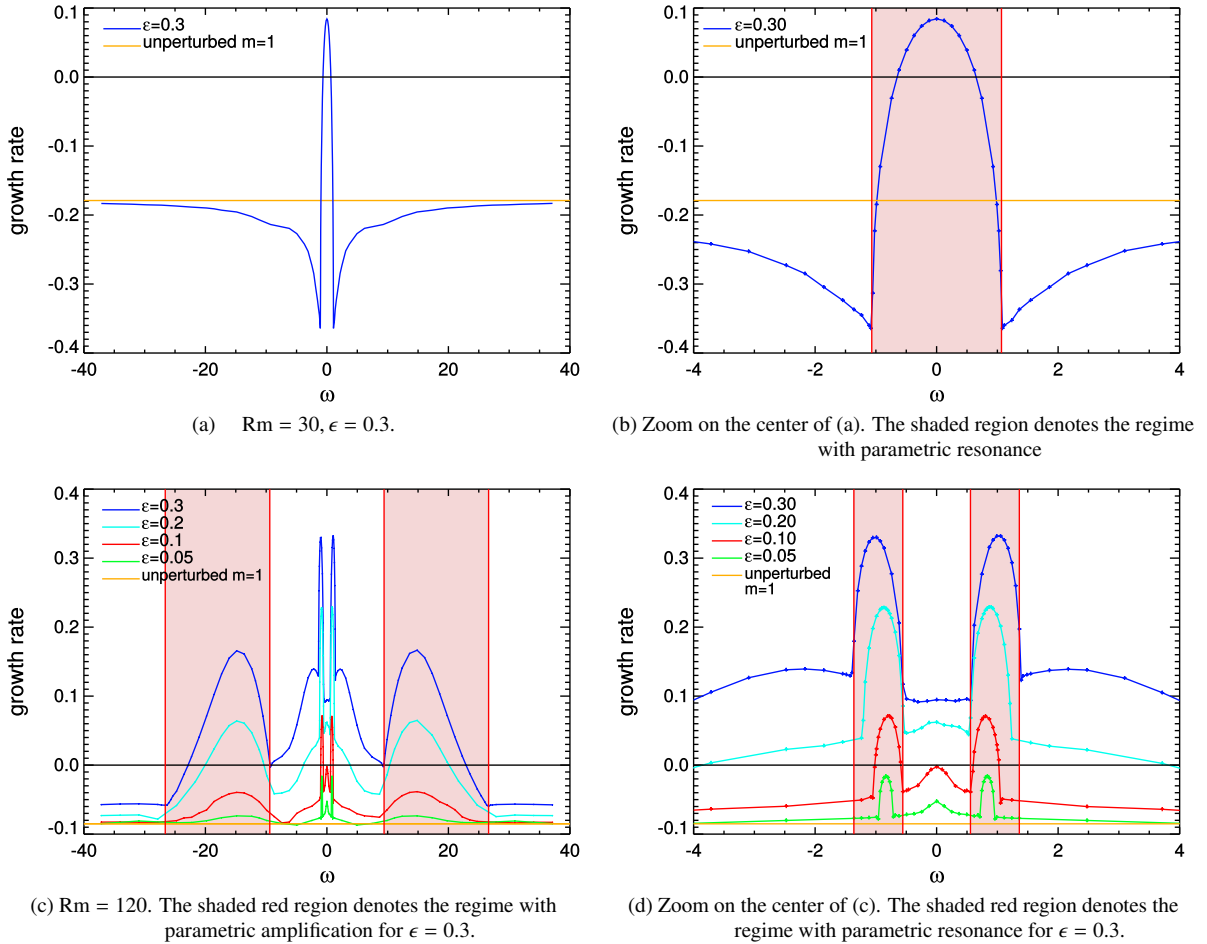 ε=0.3
unperturbed m=1
0.1
0.0
-0.1
-0.2
-0.3
-0.4
growth rate
-40 -20 0 20 40
ω
(a) Rm = 30, ϵ = 0.3.
ε=0.30
unperturbed m=1
0.1
0.0
-0.1
-0.2
-0.3
-0.4
growth rate
-4 -2 0 2 4
ω
(b) Zoom on the center of (a). The shaded region denotes the regime
with parametric resonance
ε=0.3
ε=0.2
ε=0.1
ε=0.05
unperturbed m=1
0.4
0.3
0.2
0.1
0.0
-0.1
growth rate
-40 -20 0 20 40
ω
(c) Rm = 120. The shaded red region denotes the regime with
parametric amplification for ϵ = 0.3.
ε=0.30
ε=0.20
ε=0.10
ε=0.05
unperturbed
m=1
0.4
0.3
0.2
0.1
0.0
-0.1
growth rate
-4 -2 0 2 4
ω
(d) Zoom on the center of (c). The shaded red region denotes the
regime with parametric resonance for ϵ = 0.3.